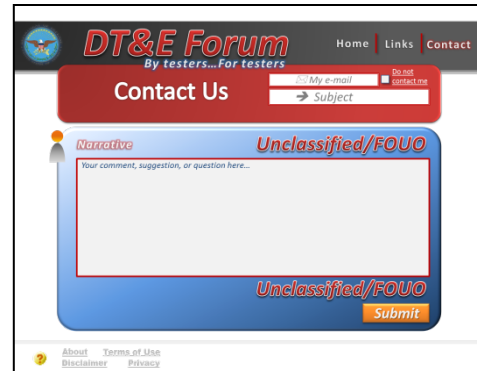 DT&E Forum
By testers...For testers
Home Links Contact
Contact Us
My e-mail
Do not
contact me
Subject
Narrative
Unclassified/FOUO
Your comment, suggestion, or question here...
Unclassified/FOUO
Submit
?
About Terms of Use
Disclaimer Privacy